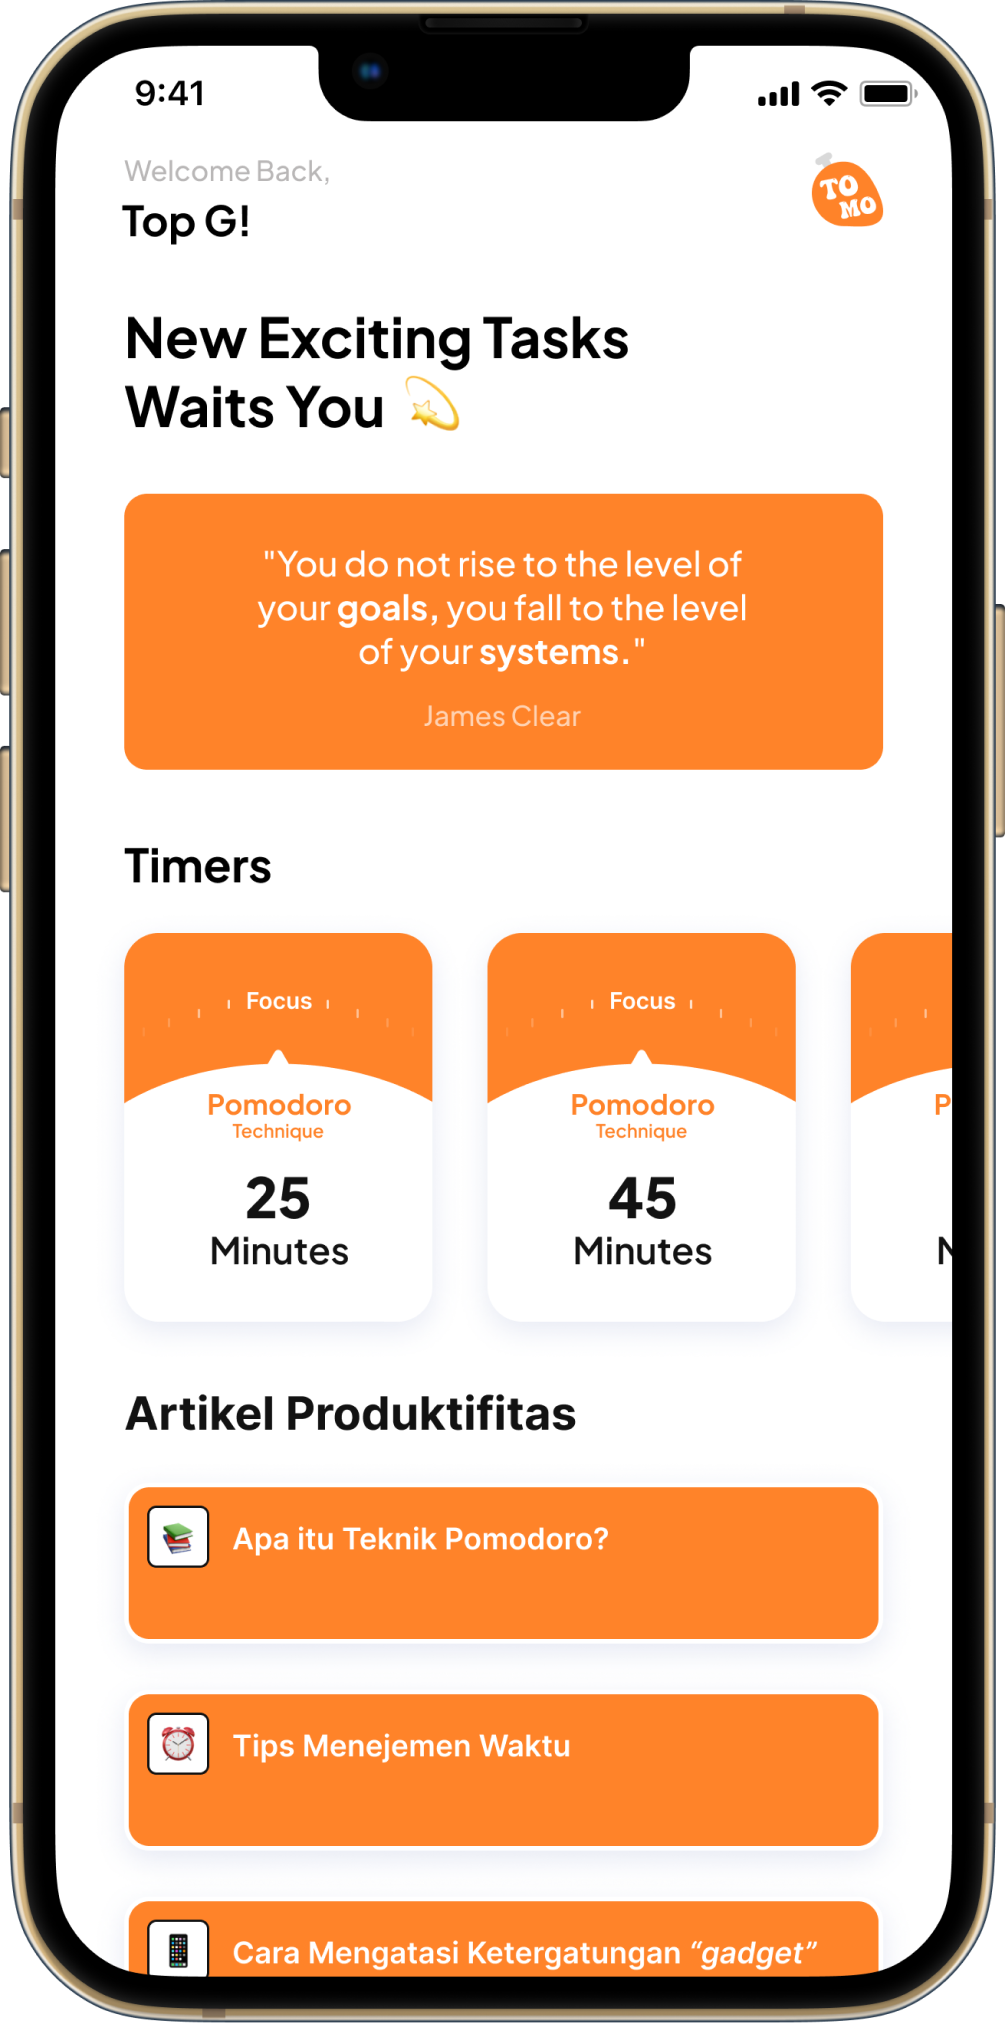 9:41
Welcome Back,
Top G!
TO
MO
New Exciting Tasks
Waits You 💫
"You do not rise to the level of
your goals, you fall to the level
of your systems."
James Clear
Timers
Focus
Pomodoro
Technique
25
Minutes
Focus
Pomodoro
Technique
45
Minutes
P
Artikel Produktifitas
Apa itu Teknik Pomodoro?
Tips Menejemen Waktu
Cara Mengatasi Ketergatungan “gadget”